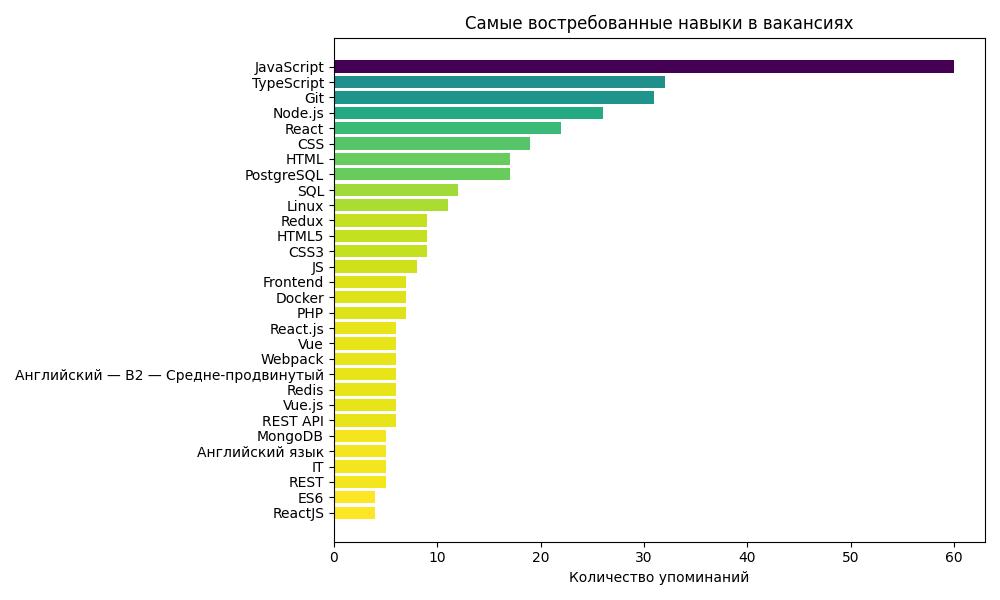 Самые востребованные навыки в вакансиях
JavaScript
TypeScript
Git
Node.js
React
CSS
HTML
PostgreSQL
SQL
Linux
Redux
HTML5
CSS3
JS
Frontend
Docker
PHP
React.js
Vue
Webpack
Английский — B2 — Средне-продвинутый
Redis
Vue.js
REST API
MongoDB
Английский язык
IT
REST
ES6
ReactJS
0 10 20 30 40 50 60
Количество упоминаний